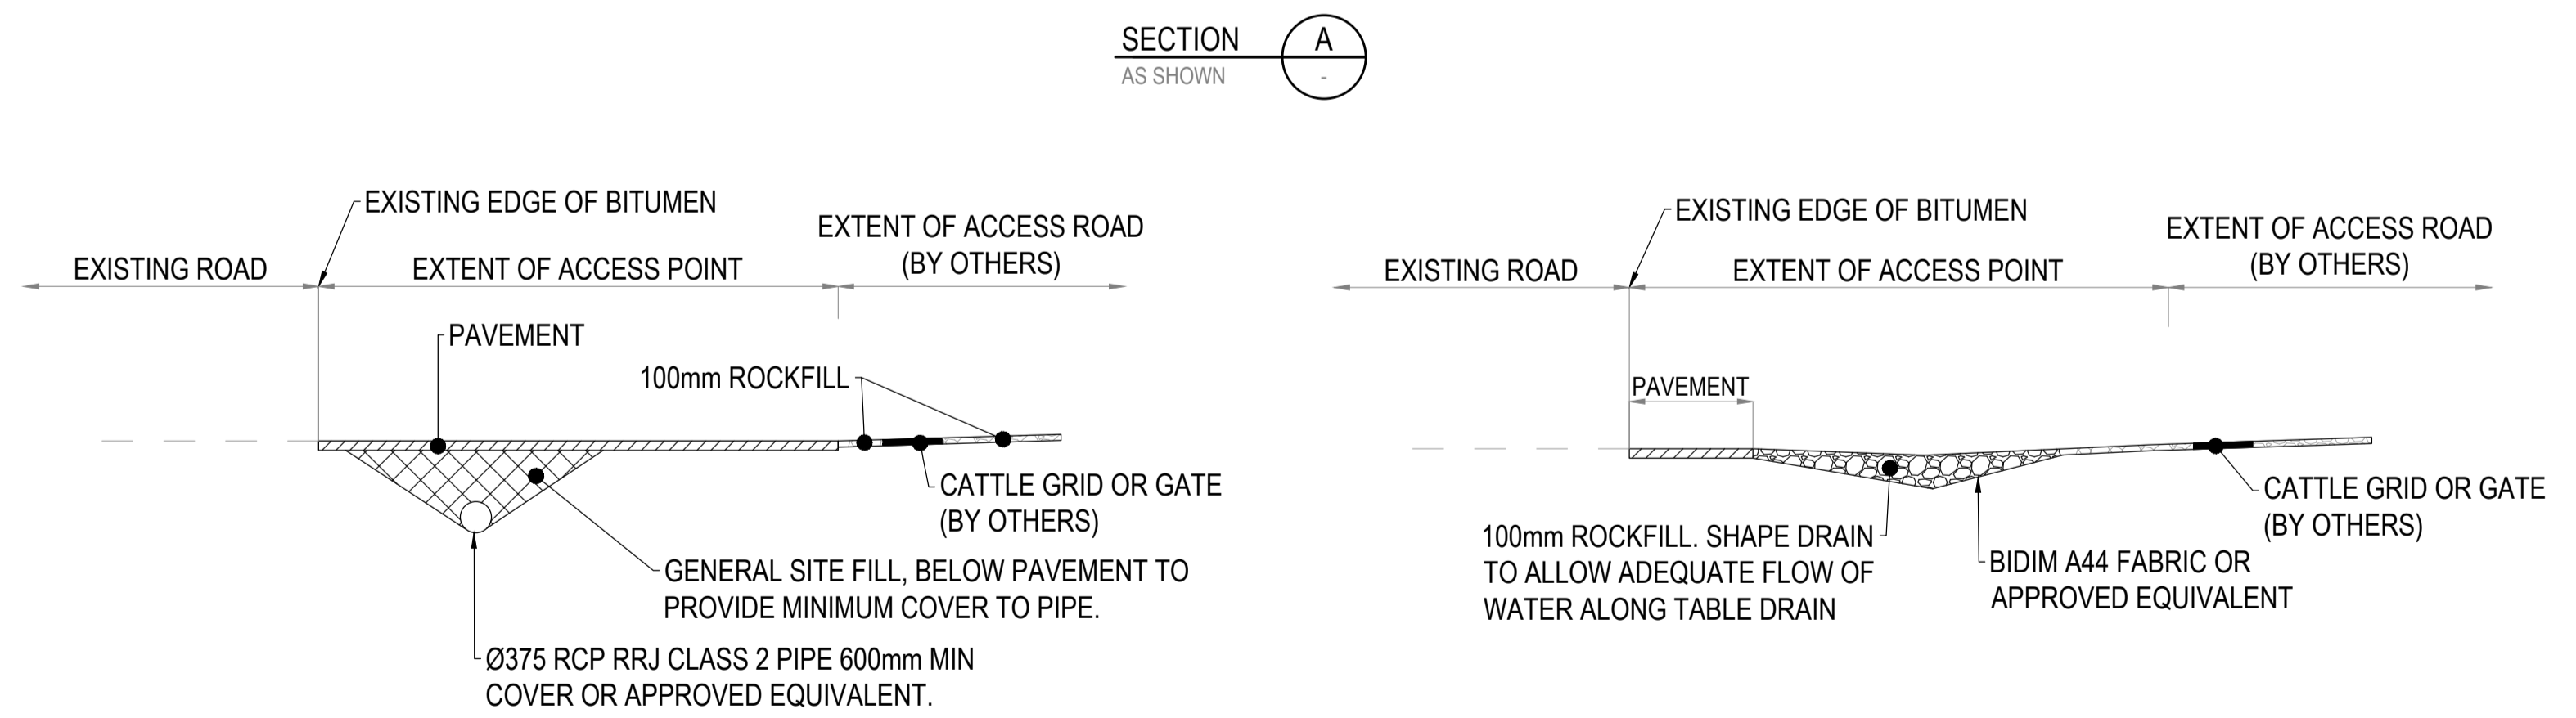 SECTION
A
AS SHOWN
-
EXISTING EDGE OF BITUMEN
EXTENT OF ACCESS ROAD
(BY OTHERS)
EXISTING ROAD
EXTENT OF ACCESS POINT
PAVEMENT
100mm ROCKFILL
CATTLE GRID OR GATE
(BY OTHERS)
GENERAL SITE FILL, BELOW PAVEMENT TO
PROVIDE MINIMUM COVER TO PIPE.
Ø375 RCP RRJ CLASS 2 PIPE 600mm MIN
COVER OR APPROVED EQUIVALENT.
EXISTING EDGE OF BITUMEN
EXTENT OF ACCESS ROAD
(BY OTHERS)
EXISTING ROAD
EXTENT OF ACCESS POINT
PAVEMENT
CATTLE GRID OR GATE
(BY OTHERS)
100mm ROCKFILL. SHAPE DRAIN
TO ALLOW ADEQUATE FLOW OF
WATER ALONG TABLE DRAIN
BIDIM A44 FABRIC OR
APPROVED EQUIVALENT